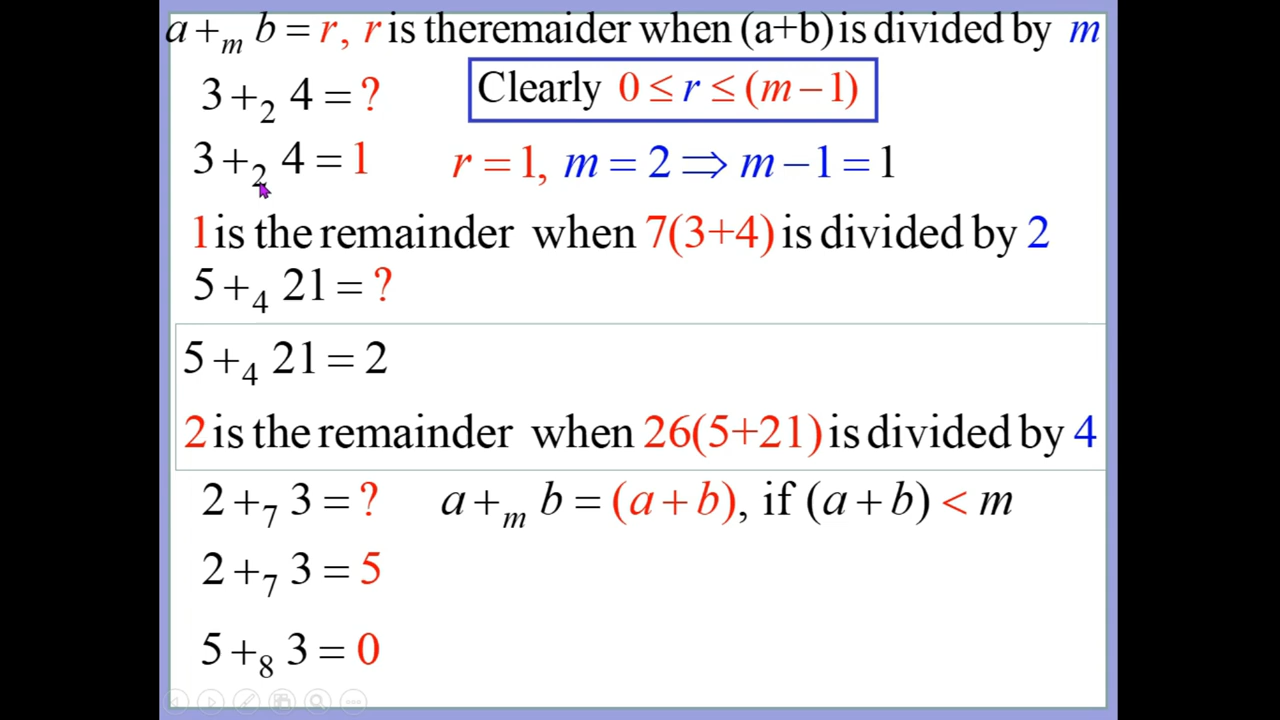 a +ₘ b = r, r is theremaider when (a+b) is divided by m
3 +₂ 4 = ?
Clearly 0 ≤ r ≤ (m − 1)
3 +₂ 4 = 1 r = 1, m = 2 ⇒ m − 1 = 1
1 is the remainder when 7(3+4) is divided by 2
5 +₄ 21 = ?
5 +₄ 21 = 2
2 is the remainder when 26(5+21) is divided by 4
2 +₇ 3 = ? a +ₘ b = (a + b), if (a + b) < m
2 +₇ 3 = 5
5 +₈ 3 = 0